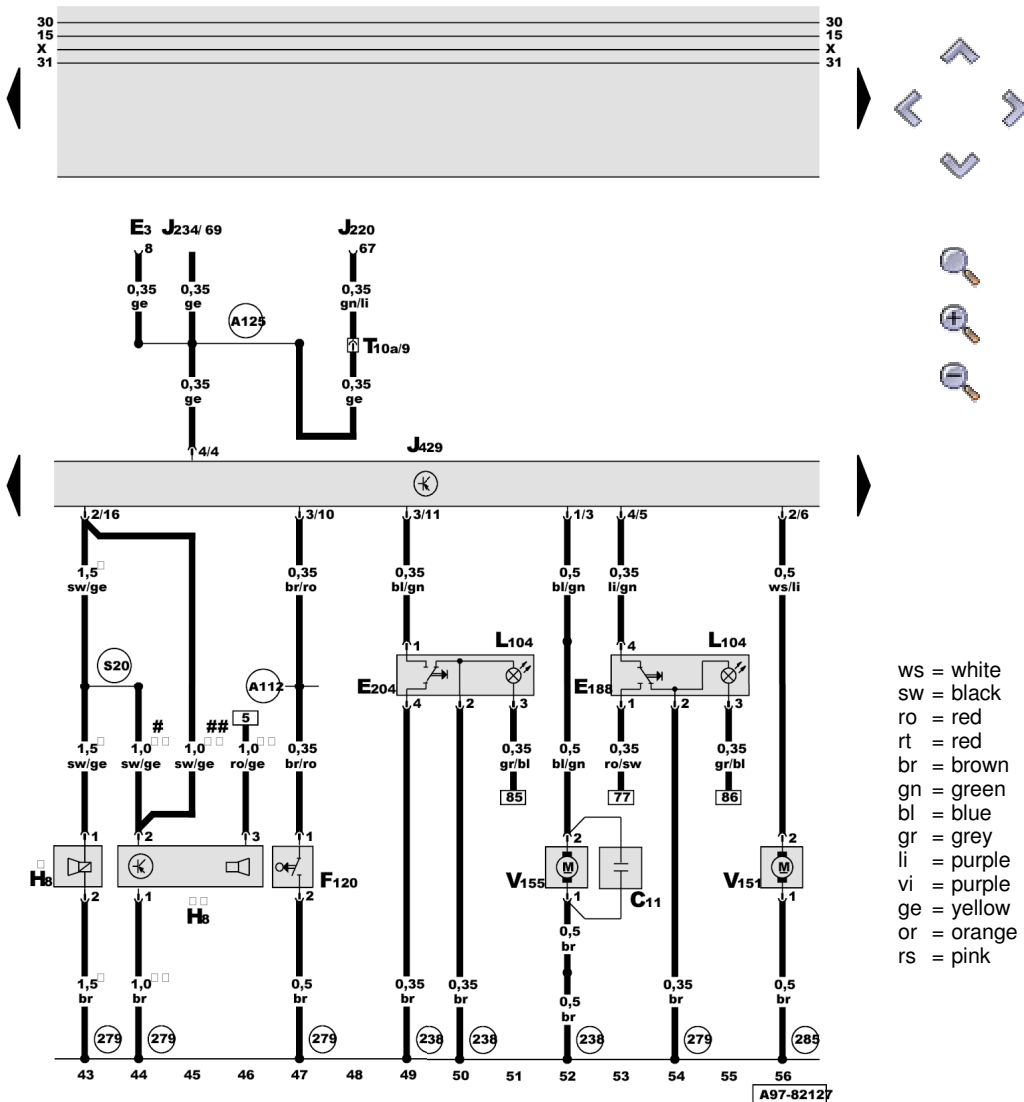 30 30
15 15
X X
31 31
E3 J234/ 69 J220
8 67
0,35 0,35 0,35
ge ge gn/li
A125
T10a/9
0,35 0,35
ge ge
4/4 J429
2/16 3/10 3/11 1/3 4/5 2/6
1,5 0,35 0,35 0,5 0,35 0,5
sw/ge br/ro bl/gn bl/gn li/gn ws/li
1 L104 4 L104
S20 A112 E204 E188
4 2 3 1 2 3
# ## 5
1,5 1,0 1,0 1,0 0,35 0,35 0,5 0,35 0,35
sw/ge sw/ge sw/ge ro/ge br/ro gr/bl bl/gn ro/sw gr/bl
85 77 86
1 2 3 1 2 2
M M
H8 F120 V155 C11 V151
2 1 2 1 1
H8
0,5
br
1,5 1,0 0,5 0,35 0,35 0,35 0,5
br br br br br br br
0,5
br
279 279 279 238 238 238 279 285
43 44 45 46 47 48 49 50 51 52 53 54 55 56
A97-82127
ws = white
sw = black
ro = red
rt = red
br = brown
gn = green
bl = blue
gr = grey
li = purple
vi = purple
ge = yellow
or = orange
rs = pink